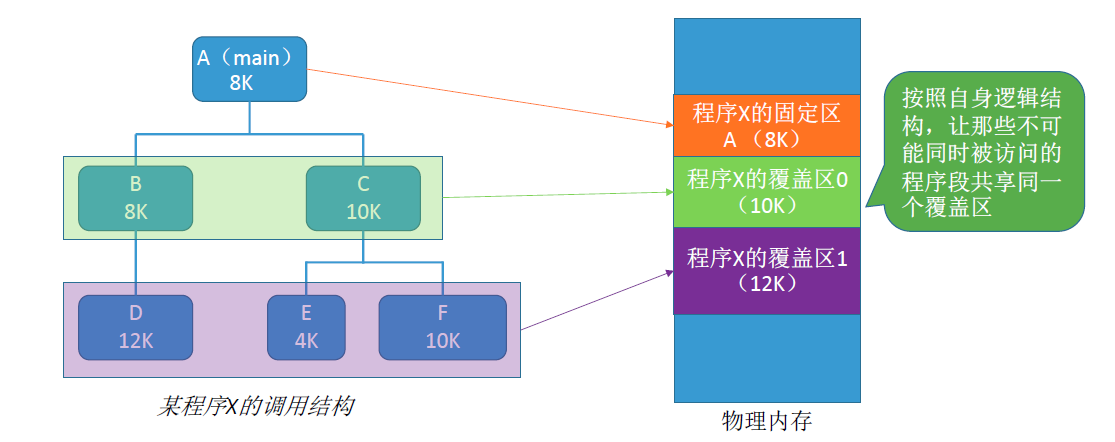 A（main）
8K
B
8K
C
10K
D
12K
E
4K
F
10K
某程序X的调用结构
程序X的固定区
A （8K）
程序X的覆盖区0
（10K）
程序X的覆盖区1
（12K）
物理内存
按照自身逻辑结
构，让那些不可
能同时被访问的
程序段共享同一
个覆盖区